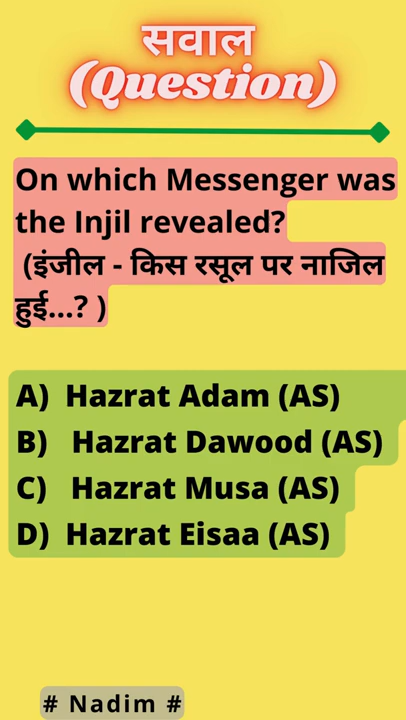 सवाल
(Question)
On which Messenger was
the Injil revealed?
(इंजील - किस रसूल पर नाजिल
हुई...? )
A) Hazrat Adam (AS)
B) Hazrat Dawood (AS)
C) Hazrat Musa (AS)
D) Hazrat Eisaa (AS)
# Nadim #